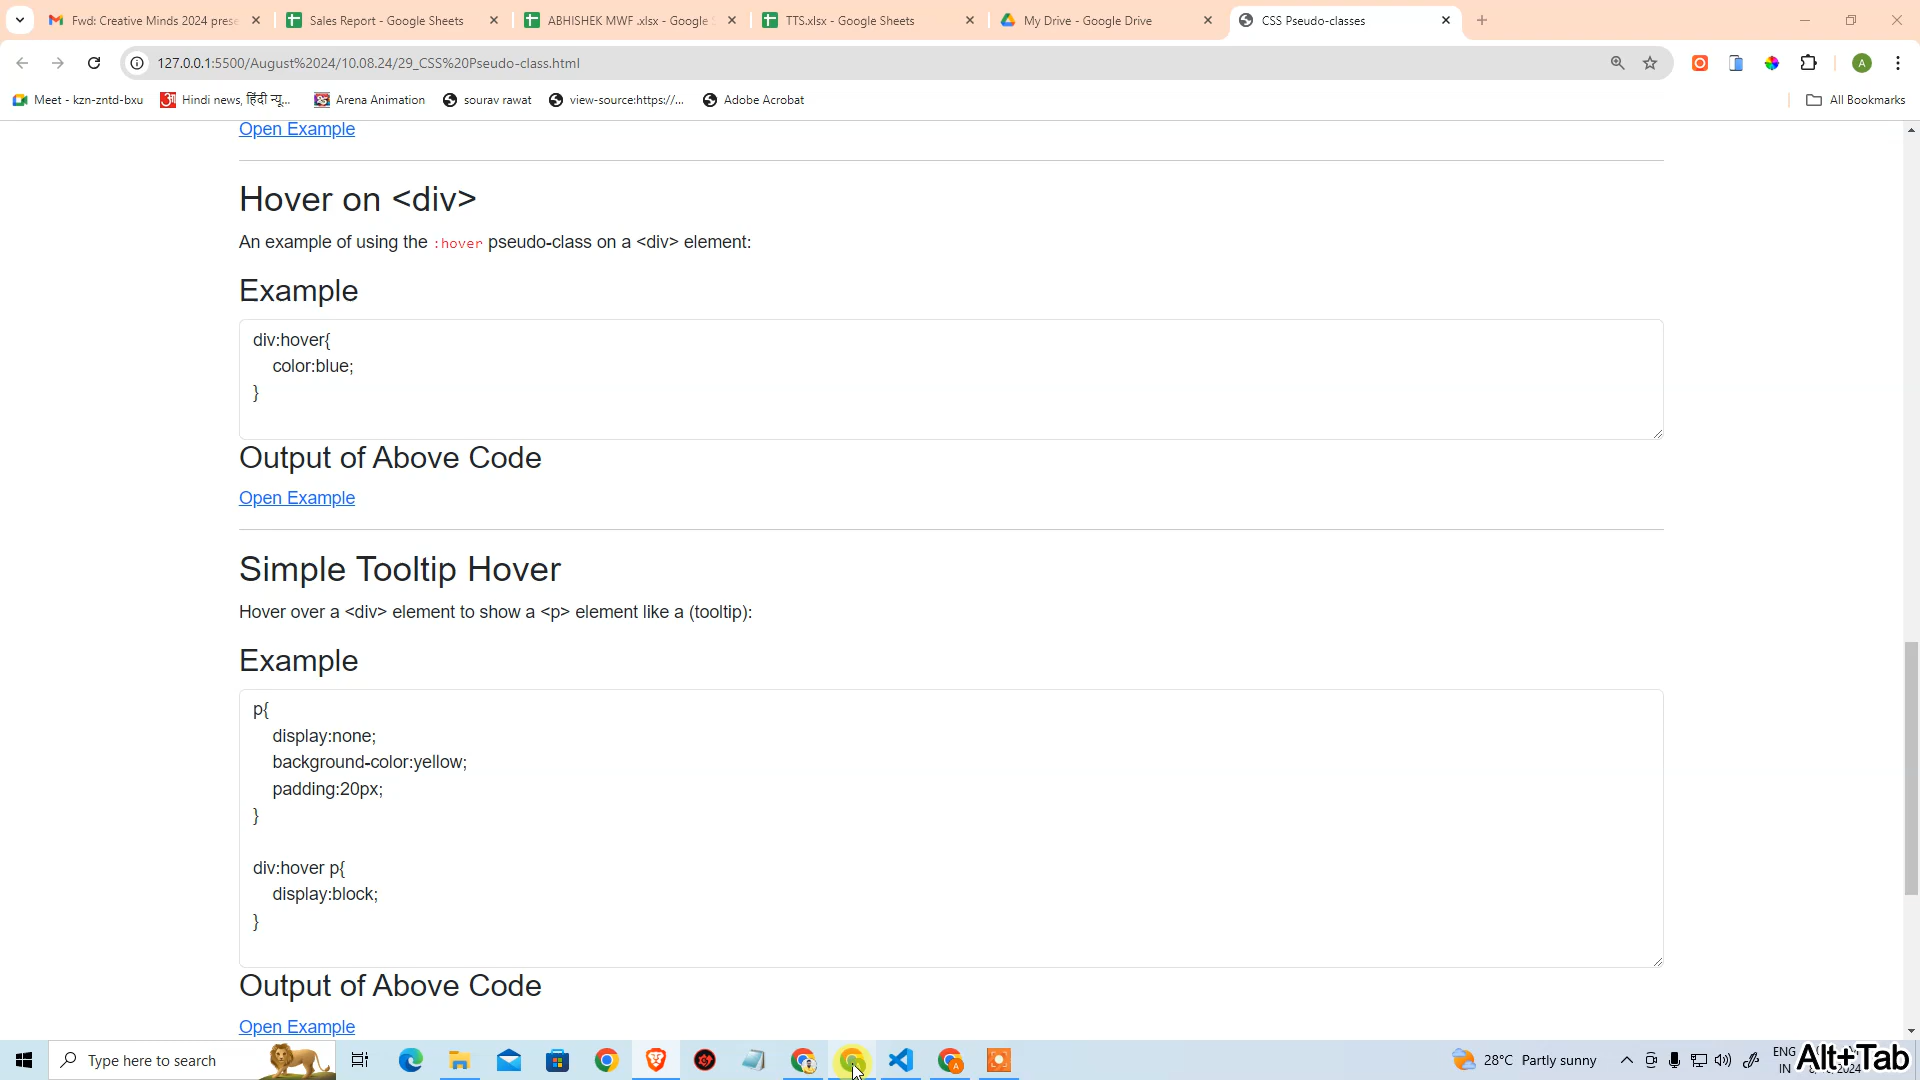 Fwd: Creative Minds 2024 prese
Sales Report - Google Sheets
ABHISHEK MWF .xlsx - Google S
TTS.xlsx - Google Sheets
My Drive - Google Drive
CSS Pseudo-classes
127.0.0.1:5500/August%2024/10.08.24/29_CSS%20Pseudo-class.html
A
Meet - kzn-zntd-bxu
Hindi news, हिंदी न्यू...
Arena Animation
sourav rawat
view-source:https://...
Adobe Acrobat
All Bookmarks
Open Example
Hover on <div>
An example of using the :hover pseudo-class on a <div> element:
Example
div:hover{
color:blue;
}
Output of Above Code
Open Example
Simple Tooltip Hover
Hover over a <div> element to show a <p> element like a (tooltip):
Example
p{
display:none;
background-color:yellow;
padding:20px;
}
div:hover p{
display:block;
}
Output of Above Code
Open Example
Type here to search
28°C Partly sunny
ENG
IN
Alt+Tab